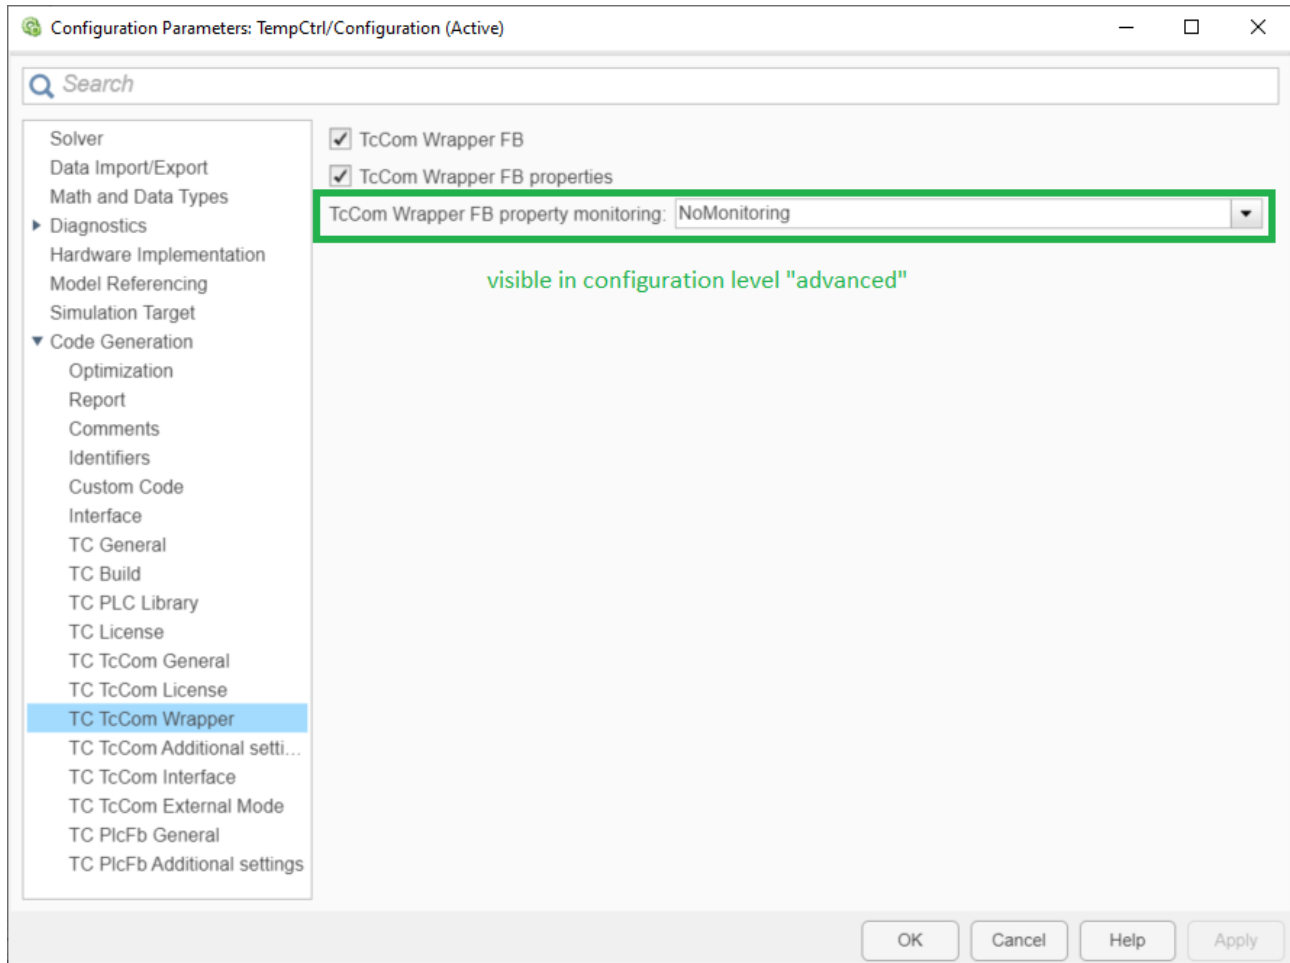 Configuration Parameters: TempCtrl/Configuration (Active)
Search
Solver
Data Import/Export
Math and Data Types
Diagnostics
Hardware Implementation
Model Referencing
Simulation Target
Code Generation
Optimization
Report
Comments
Identifiers
Custom Code
Interface
TC General
TC Build
TC PLC Library
TC License
TC TcCom General
TC TcCom License
TC TcCom Wrapper
TC TcCom Additional setti...
TC TcCom Interface
TC TcCom External Mode
TC PlcFb General
TC PlcFb Additional settings
TcCom Wrapper FB
TcCom Wrapper FB properties
TcCom Wrapper FB property monitoring: NoMonitoring
visible in configuration level "advanced"
OK Cancel Help Apply